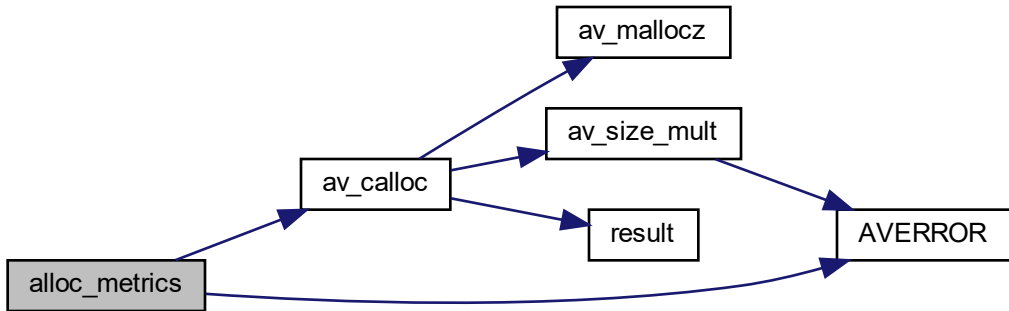 av_mallocz
av_size_mult
av_calloc
result
AVERROR
alloc_metrics